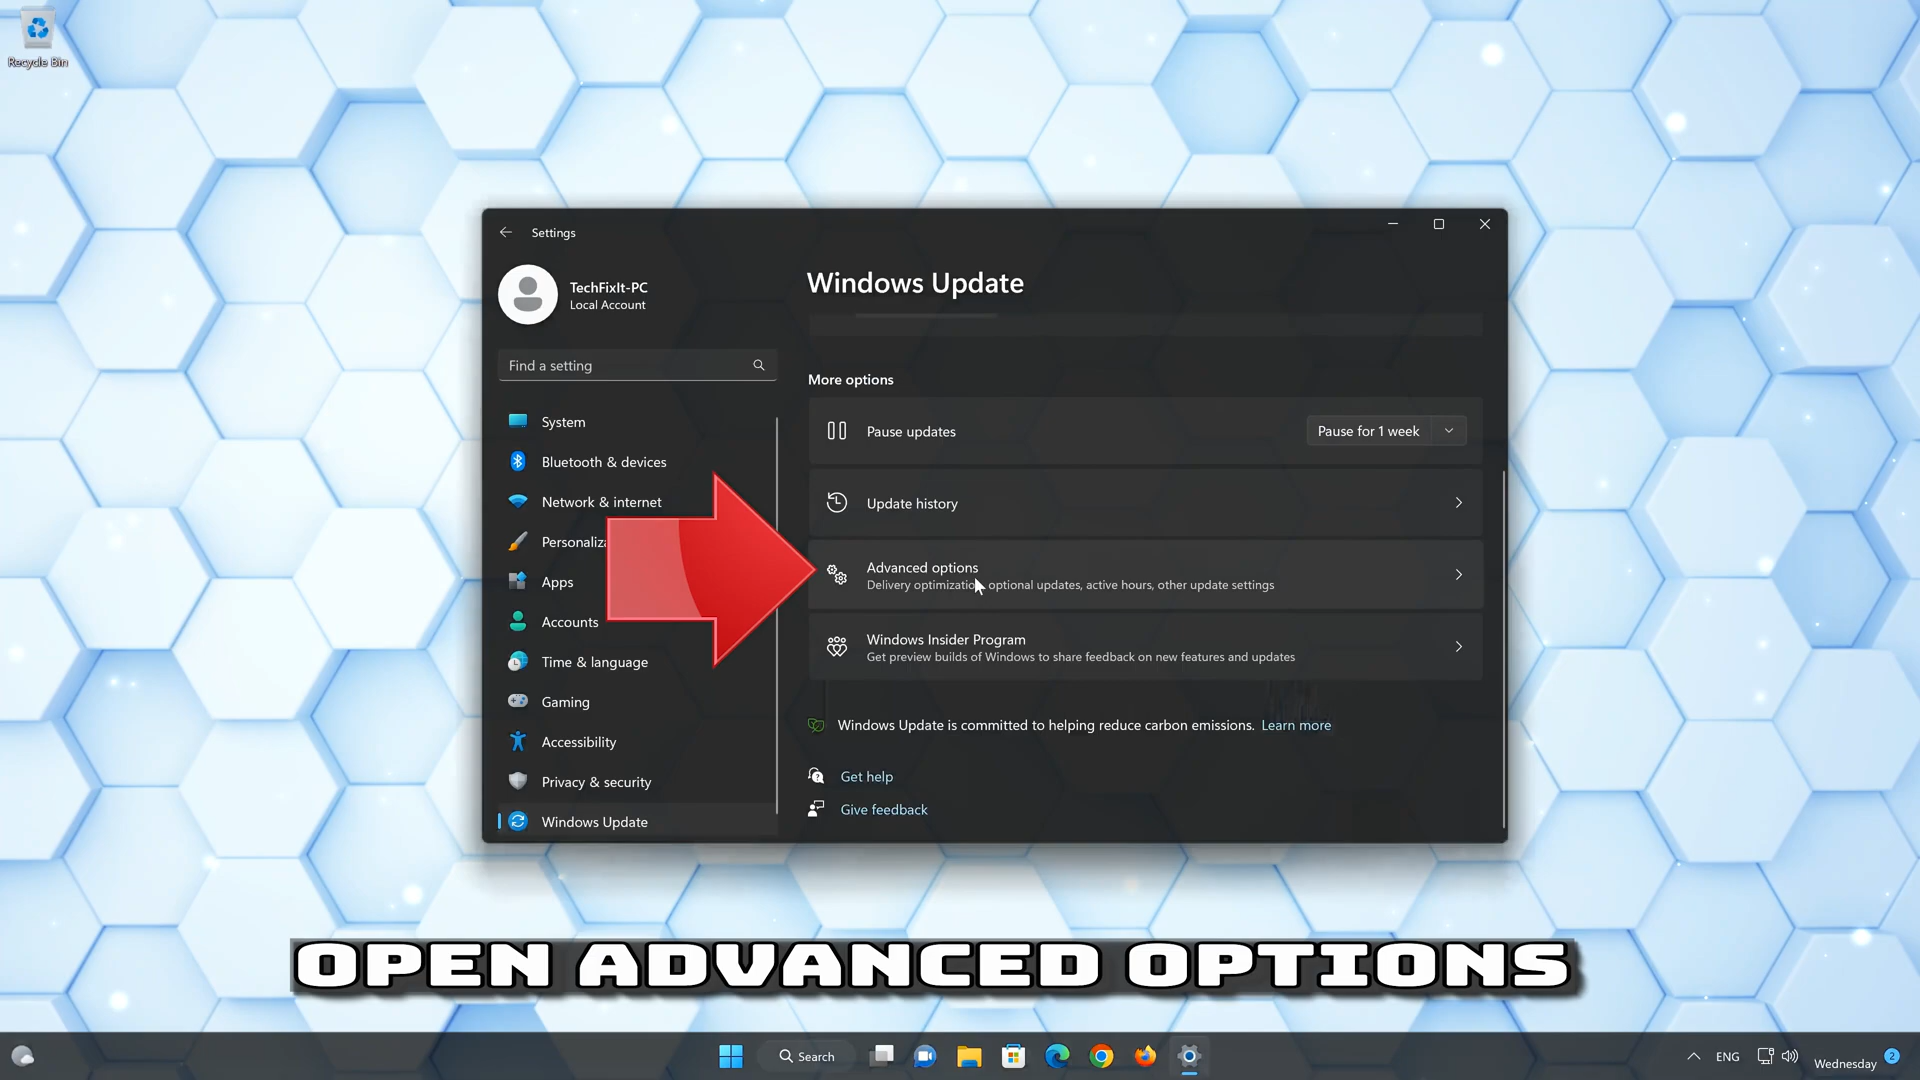 Recycle Bin
Settings
TechFixIt-PC
Local Account
Find a setting
System
Bluetooth & devices
Network & internet
Apps
Accounts
Time & language
Gaming
Accessibility
Privacy & security
Windows Update
Windows Update
More options
Pause updates
Pause for 1 week
Update history
Advanced options
Delivery optimization, optional updates, active hours, other update settings
Windows Insider Program
Get preview builds of Windows to share feedback on new features and updates
Windows Update is committed to helping reduce carbon emissions. Learn more
Get help
Give feedback
OPEN ADVANCED OPTIONS
Search
ENG
Wednesday
2